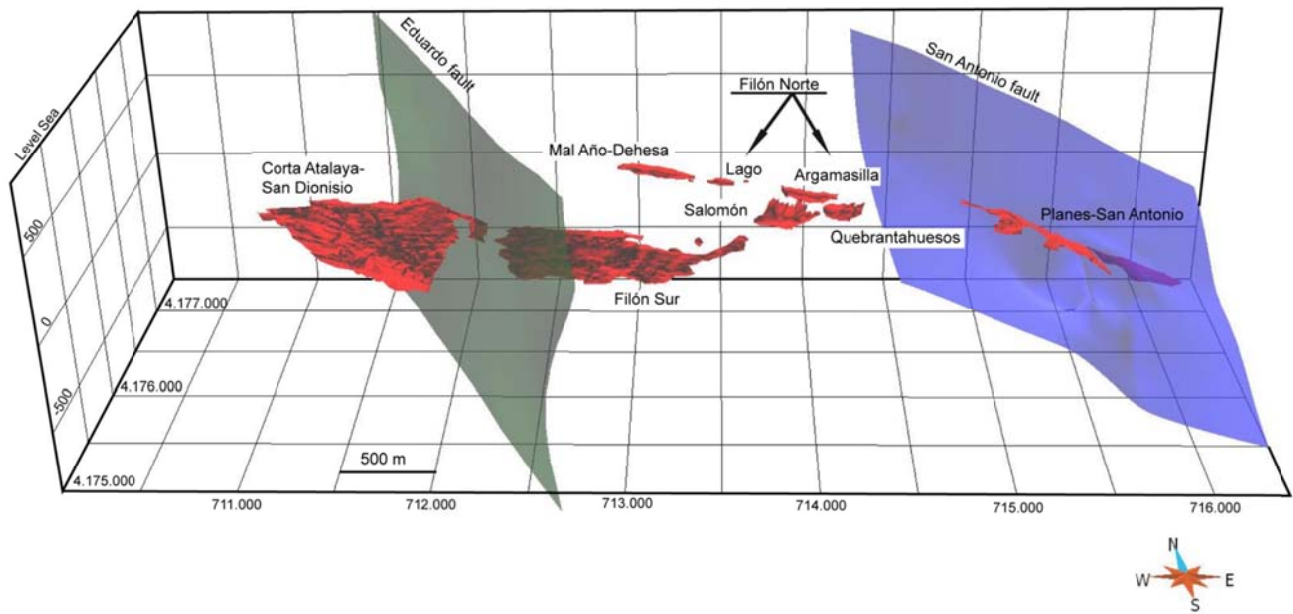 Eduardo fault
San Antonio fault
Level Sea
500
0
-500
Filón Norte
Mal Año-Dehesa
Lago
Argamasilla
Corta Atalaya-
San Dionisio
Salomón
Planes-San Antonio
Quebrantahuesos
Filón Sur
4.177.000
4.176.000
4.175.000
500 m
711.000
712.000
713.000
714.000
715.000
716.000
N
W
E
S